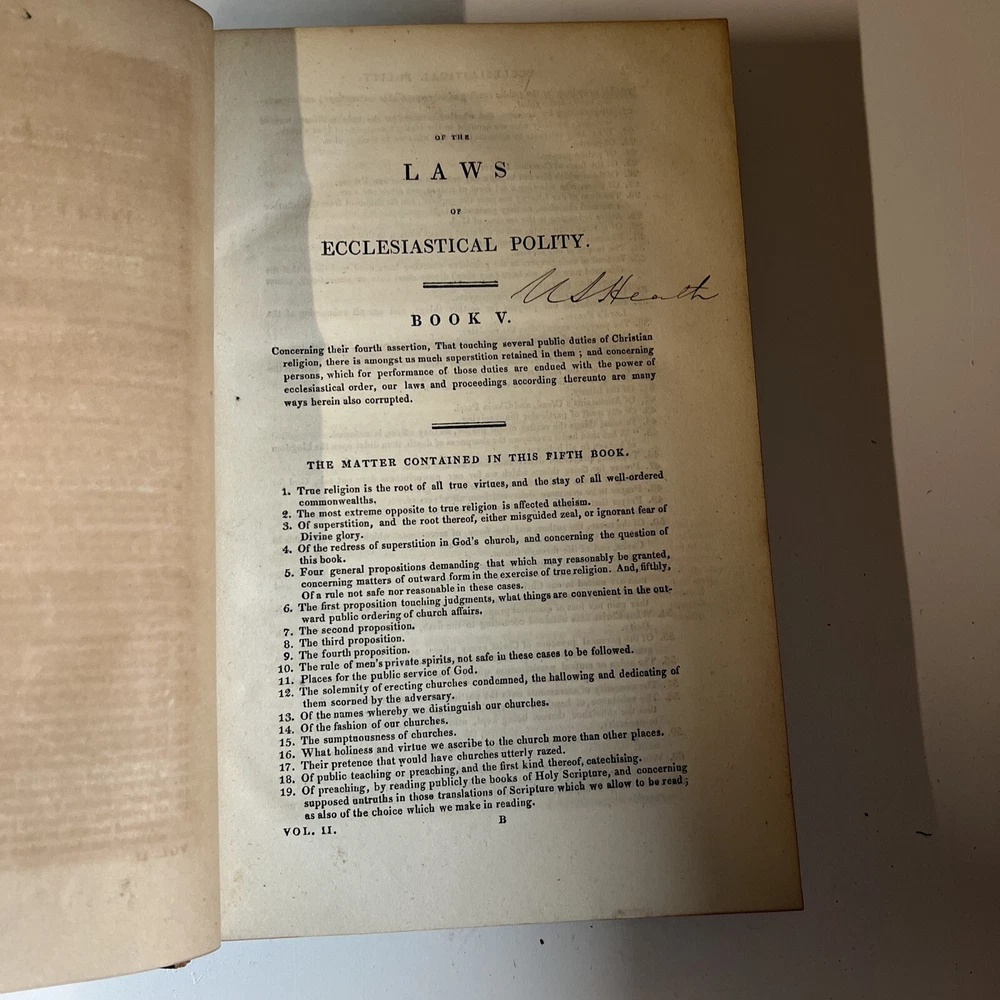 OF THE
LAWS
OF
ECCLESIASTICAL POLITY.
BOOK V.
Concerning their fourth assertion, That touching several public duties of Christian
religion, there is amongst us much superstition retained in them ; and concerning
persons, which for performance of those duties are endued with the power of
ecclesiastical order, our laws and proceedings according thereunto are many
ways herein also corrupted.
THE MATTER CONTAINED IN THIS FIFTH BOOK.
1. True religion is the root of all true virtues, and the stay of all well-ordered
commonwealths.
2. The most extreme opposite to true religion is affected atheism.
3. Of superstition, and the root thereof, either misguided zeal, or ignorant fear of
Divine glory.
4. Of the redress of superstition in God's church, and concerning the question of
this book.
5. Four general propositions demanding that which may reasonably be granted,
concerning matters of outward form in the exercise of true religion. And, fifthly,
Of a rule not safe nor reasonable in these cases.
6. The first proposition touching judgments, what things are convenient in the out-
ward public ordering of church affairs.
7. The second proposition.
8. The third proposition.
9. The fourth proposition.
10. The rule of men's private spirits, not safe in these cases to be followed.
11. Places for the public service of God.
12. The solemnity of erecting churches condemned, the hallowing and dedicating of
them scorned by the adversary.
13. Of the names whereby we distinguish our churches.
14. Of the fashion of our churches.
15. The sumptuousness of churches.
16. What holiness and virtue we ascribe to the church more than other places.
17. Their pretence that would have churches utterly razed.
18. Of public teaching or preaching, and the first kind thereof, catechising.
19. Of preaching, by reading publicly the books of Holy Scripture, and concerning
supposed untruths in those translations of Scripture which we allow to be read ;
as also of the choice which we make in reading.
VOL. II.
B